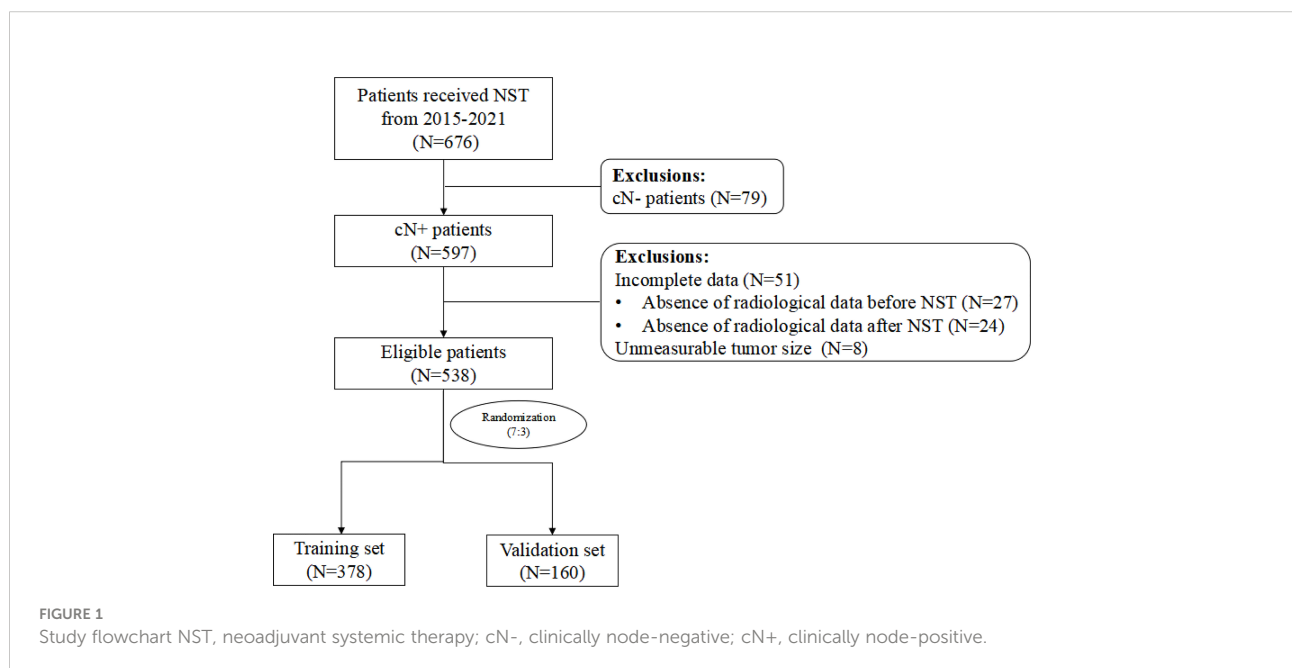 Patients received NST
from 2015-2021
(N=676)
Exclusions:
cN- patients (N=79)
cN+ patients
(N=597)
Exclusions:
Incomplete data (N=51)
• Absence of radiological data before NST (N=27)
• Absence of radiological data after NST (N=24)
Unmeasurable tumor size (N=8)
Eligible patients
(N=538)
Randomization
(7:3)
Training set
(N=378)
Validation set
(N=160)
FIGURE 1
Study flowchart NST, neoadjuvant systemic therapy; cN-, clinically node-negative; cN+, clinically node-positive.